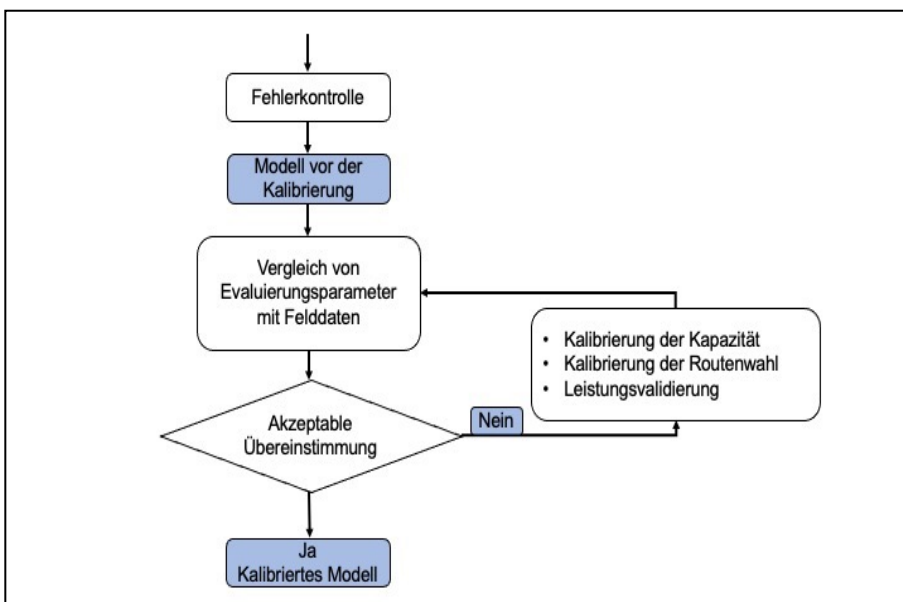 Fehlerkontrolle
Modell vor der
Kalibrierung
Vergleich von
Evaluierungsparameter
mit Felddaten
• Kalibrierung der Kapazität
• Kalibrierung der Routenwahl
• Leistungsvalidierung
Akzeptable
Übereinstimmung
Nein
Ja
Kalibriertes Modell